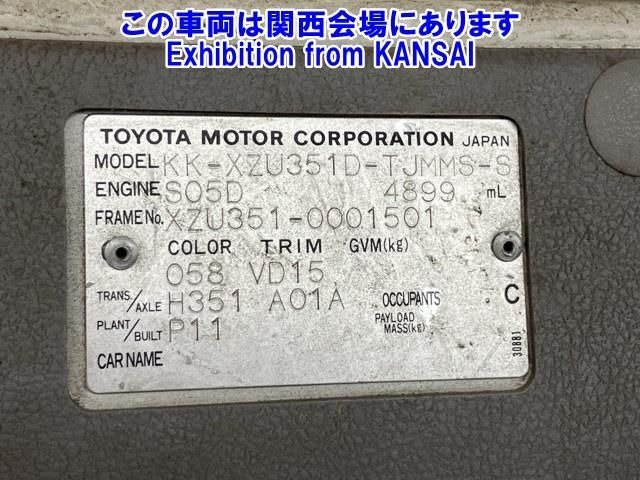 この車両は関西会場にあります
Exhibition from KANSAI
TOYOTA MOTOR CORPORATION JAPAN
MODEL KK-XZU351D-TJMMS-S
ENGINE S05D 4899 mL
FRAME No. XZU351-0001501
COLOR TRIM GVM(kg)
058 VD15
TRANS./AXLE H351 A01A OCCUPANTS C
PLANT/BUILT P11 PAYLOAD MASS(kg)
CAR NAME
30881